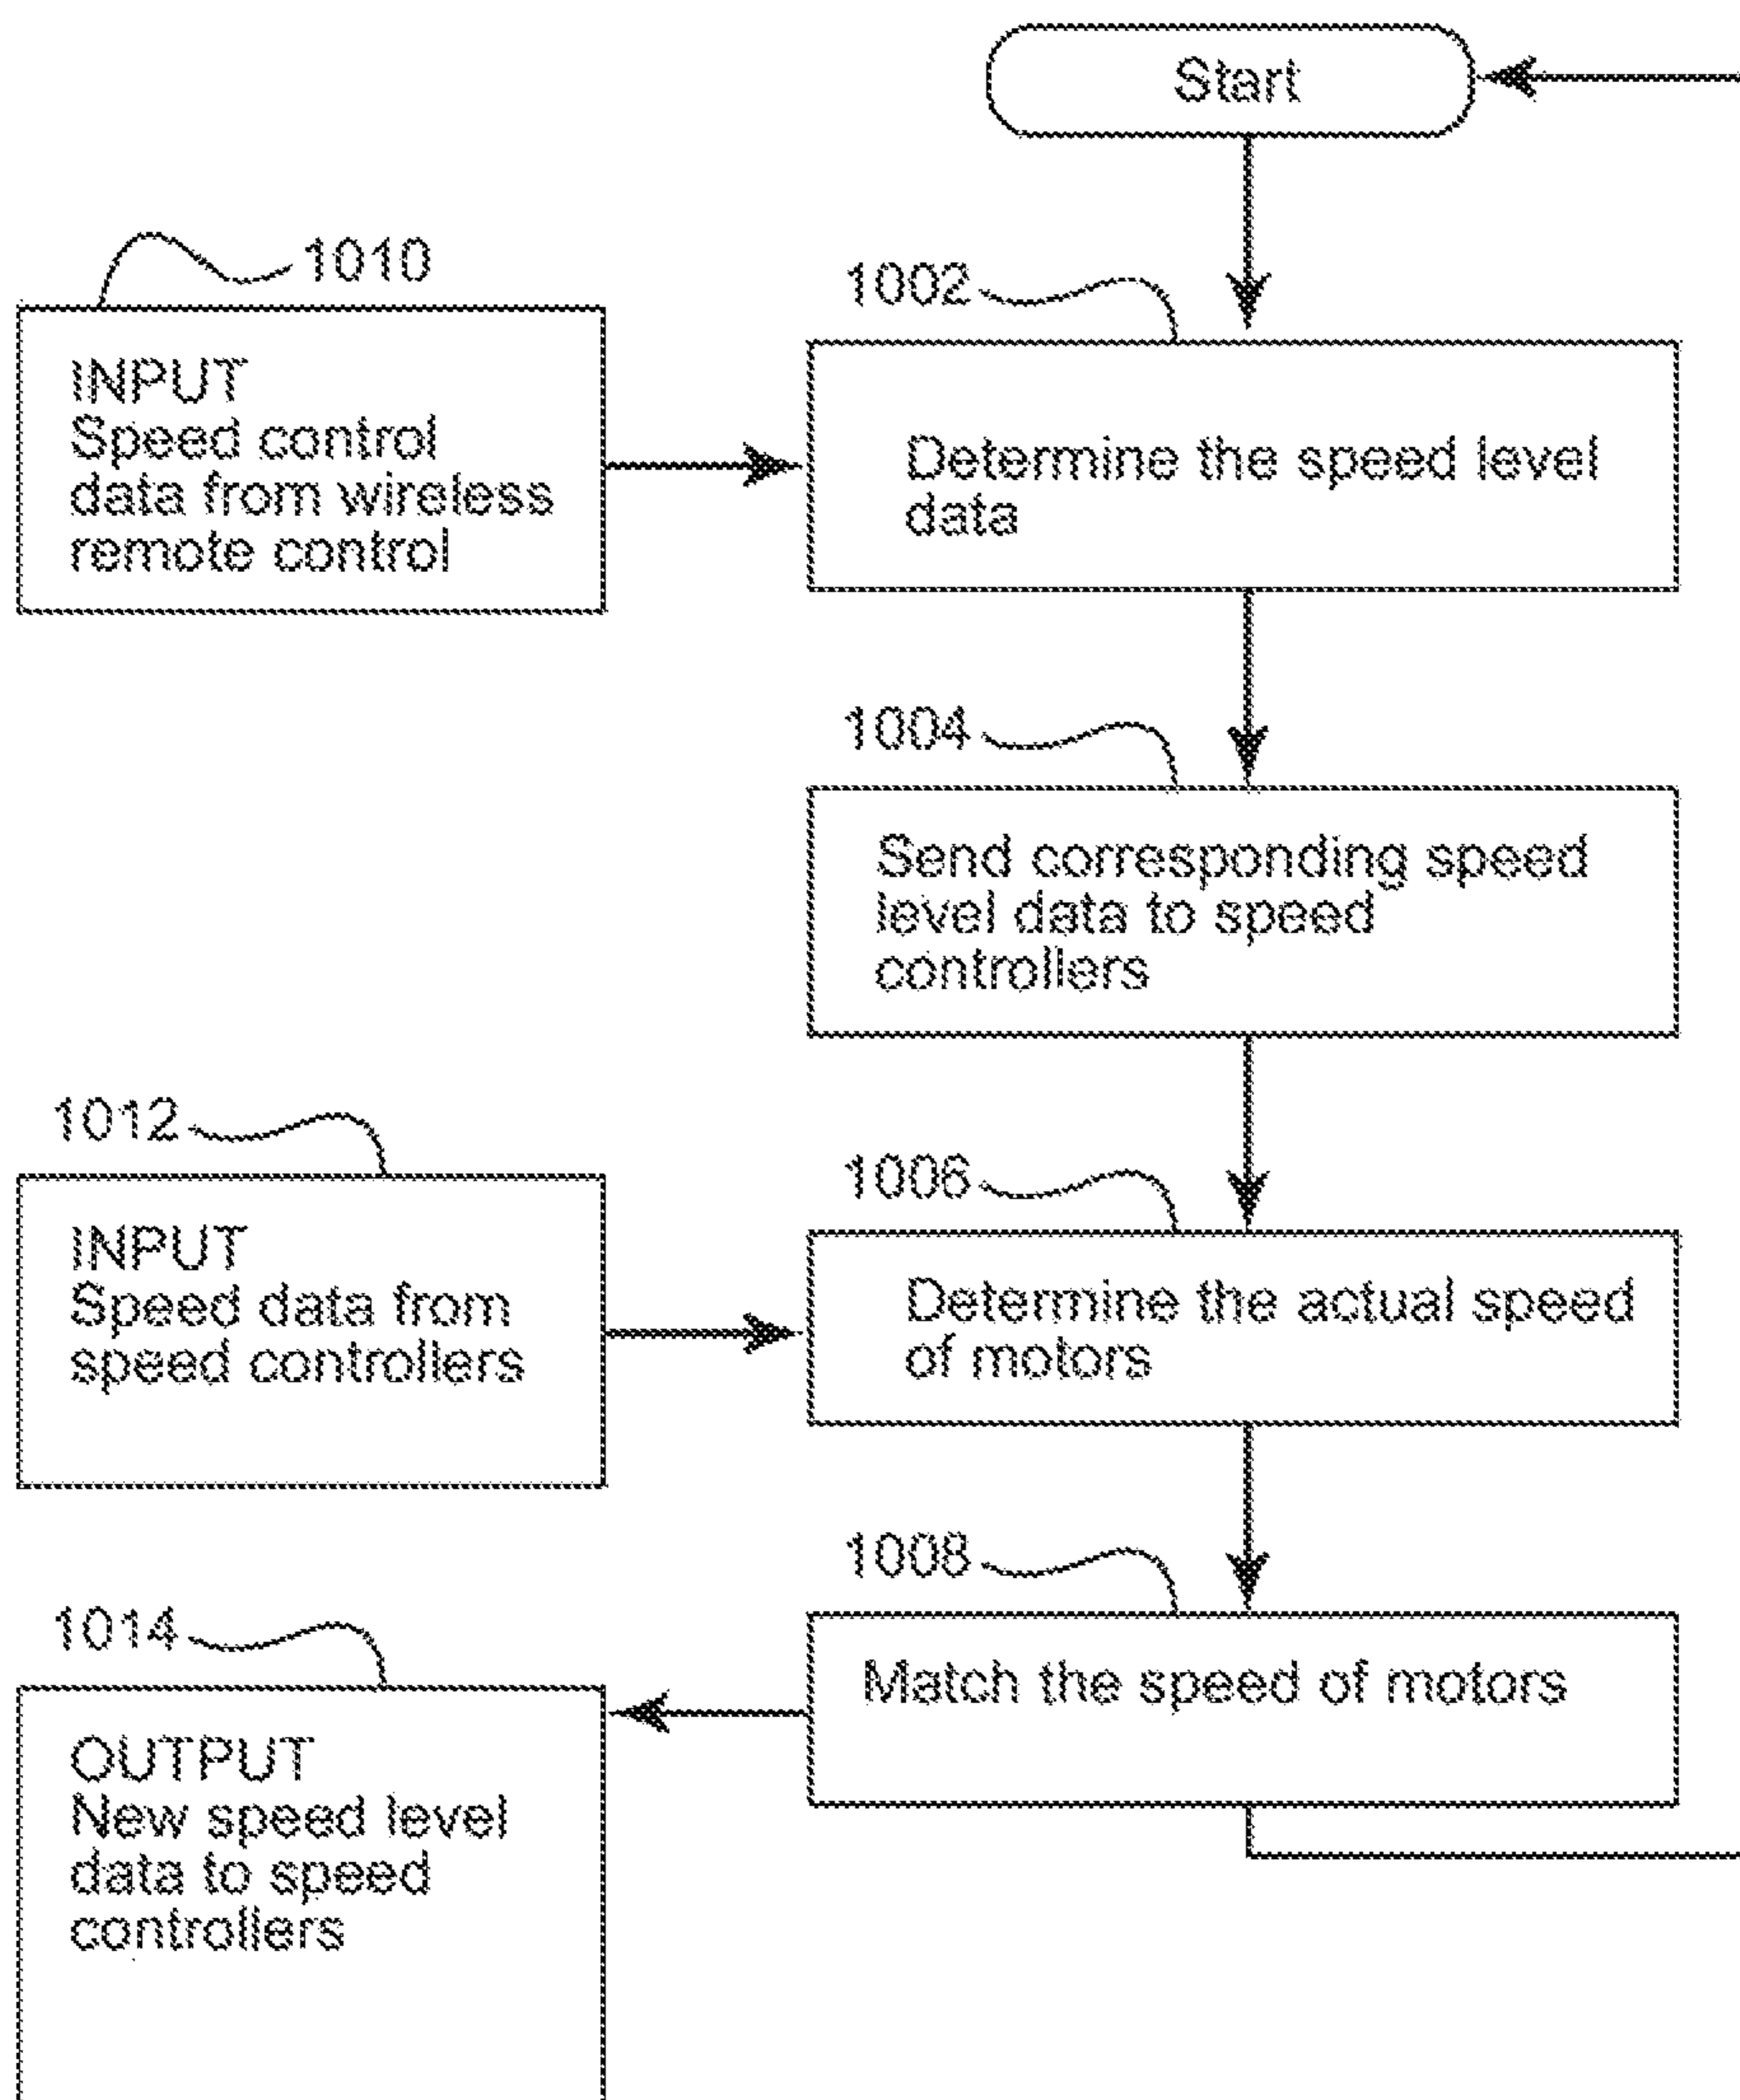 Start
1010
INPUT
Speed control
data from wireless
remote control
1002
Determine the speed level
data
1004
Send corresponding speed
level data to speed
controllers
1012
INPUT
Speed data from
speed controllers
1006
Determine the actual speed
of motors
1008
Match the speed of motors
1014
OUTPUT
New speed level
data to speed
controllers